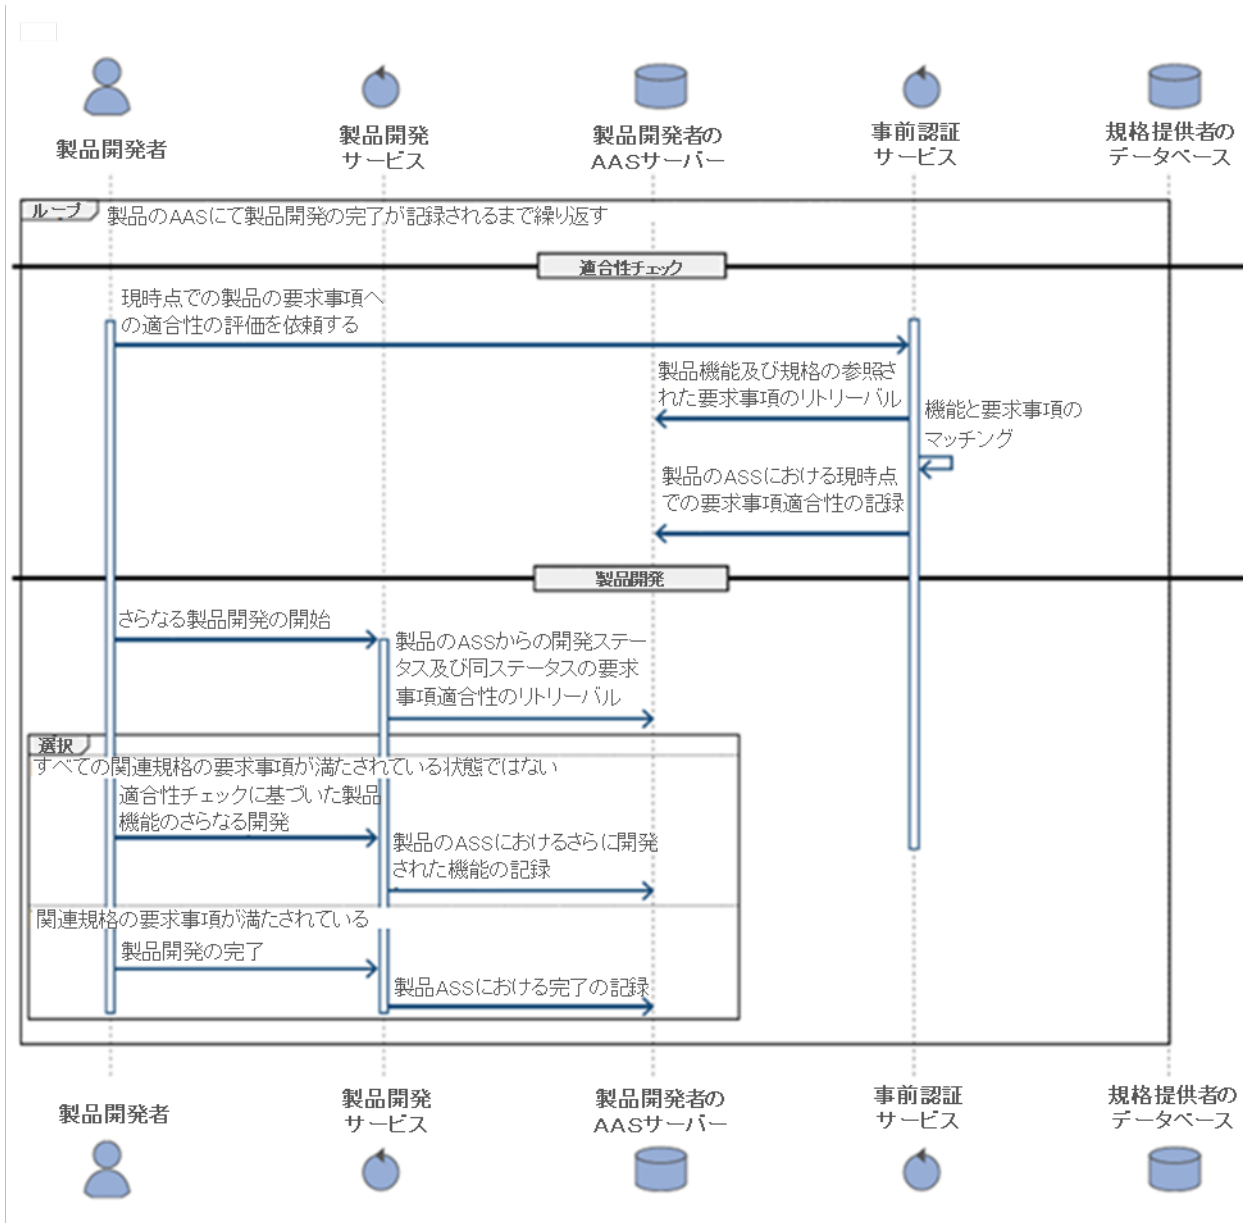 製品開発者
製品開発
サービス
製品開発者の
AASサーバー
事前認証
サービス
規格提供者の
データベース
ループ
製品のAASにて製品開発の完了が記録されるまで繰り返す
適合性チェック
現時点での製品の要求事項へ
の適合性の評価を依頼する
製品機能及び規格の参照さ
れた要求事項のリトリーバル
機能と要求事項の
マッチング
製品のASSにおける現時点
での要求事項適合性の記録
製品開発
さらなる製品開発の開始
製品のASSからの開発ステー
タス及び同ステータスの要求
事項適合性のリトリーバル
選択
すべての関連規格の要求事項が満たされている状態ではない
適合性チェックに基づいた製品
機能のさらなる開発
製品のASSにおけるさらに開発
された機能の記録
関連規格の要求事項が満たされている
製品開発の完了
製品ASSにおける完了の記録
製品開発者
製品開発
サービス
製品開発者の
AASサーバー
事前認証
サービス
規格提供者の
データベース